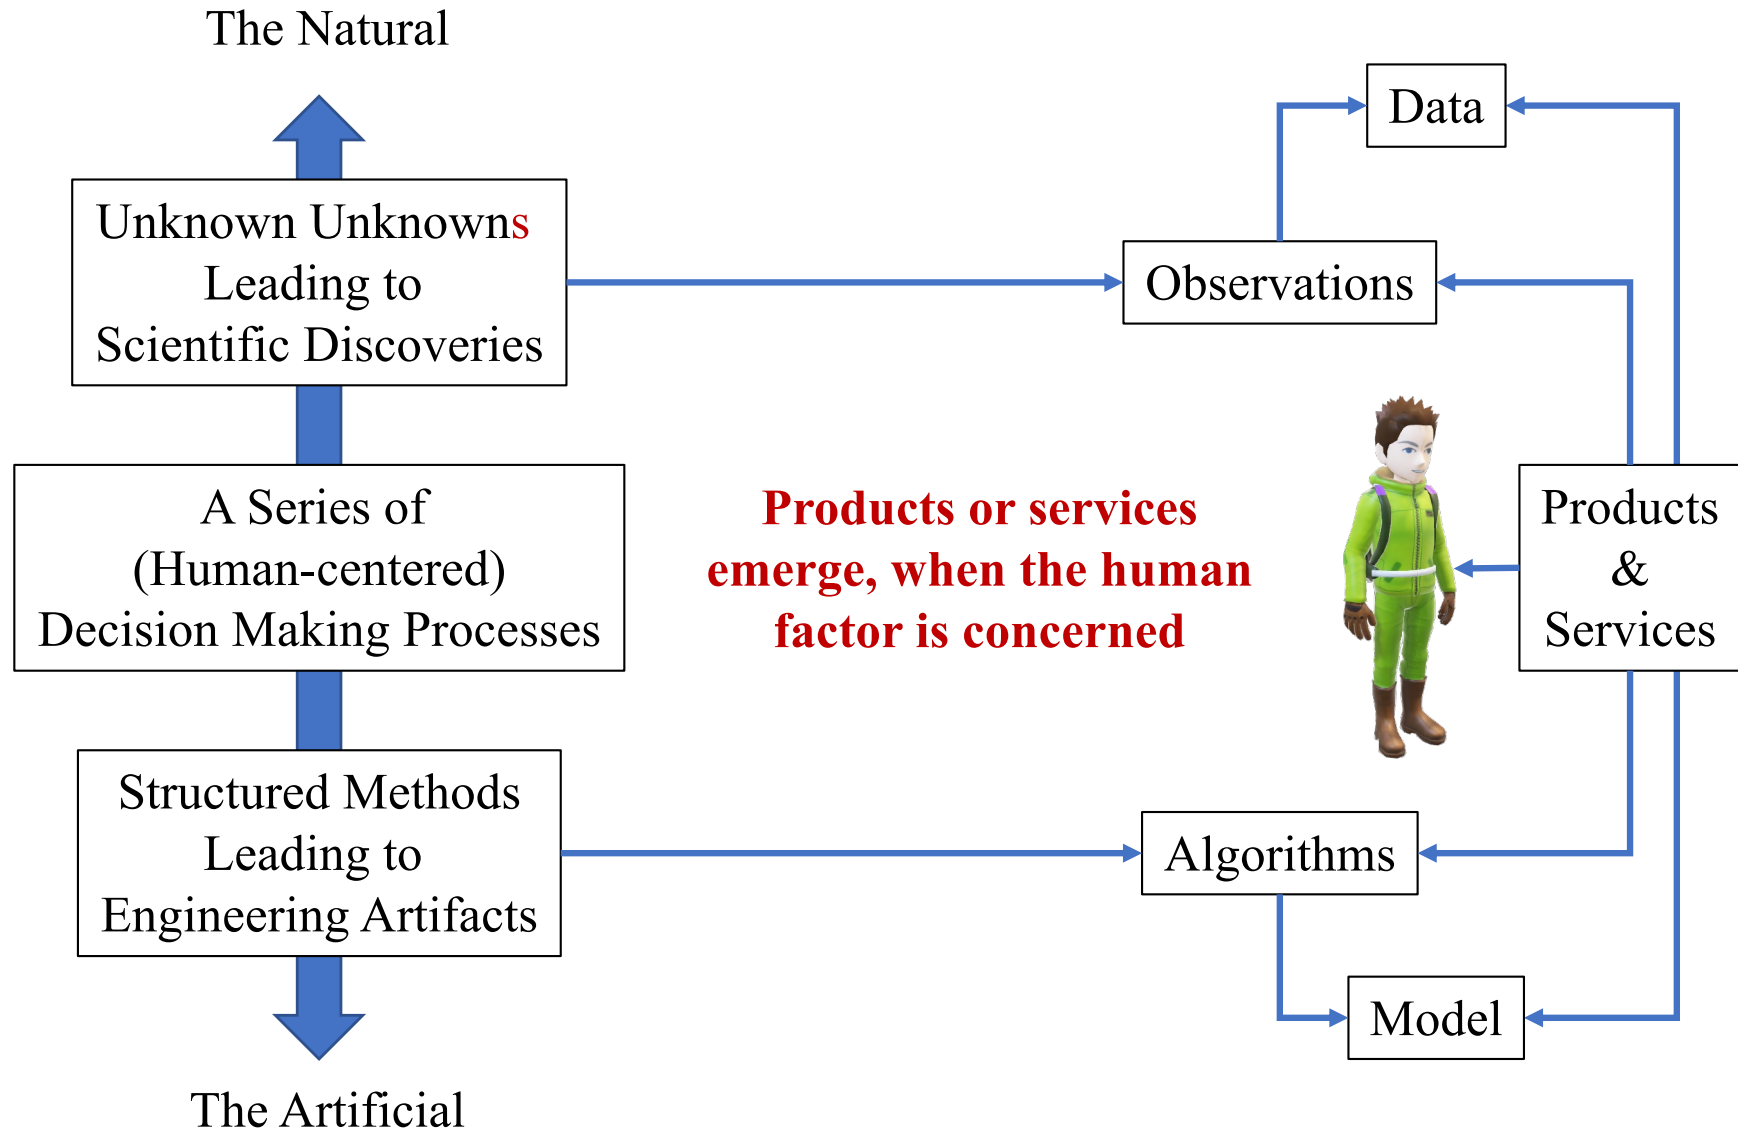 The Natural
Data
Unknown Unknowns
Leading to
Scientific Discoveries
Observations
A Series of
(Human-centered)
Decision Making Processes
Products or services
emerge, when the human
factor is concerned
Products
&
Services
Structured Methods
Leading to
Engineering Artifacts
Algorithms
Model
The Artificial